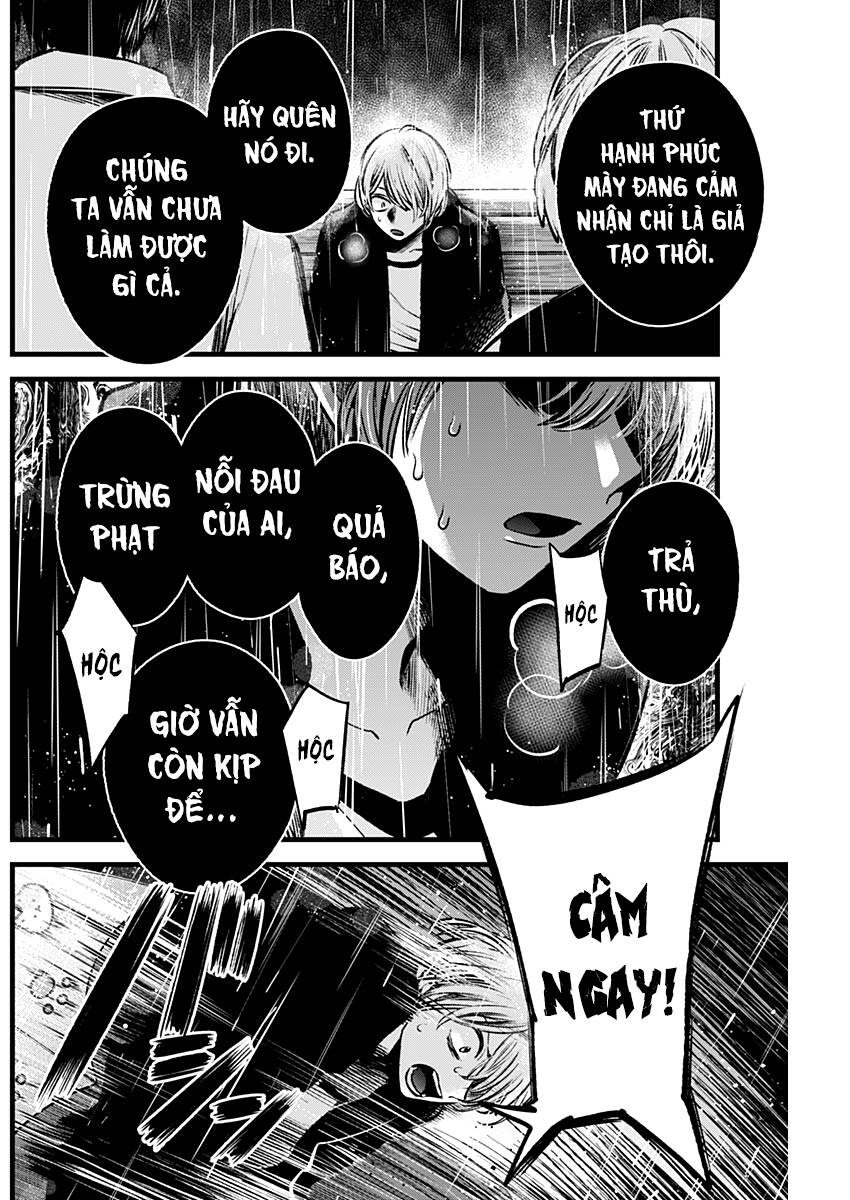 THỨ
HẠNH PHÚC
MÀY ĐANG CẢM
NHẬN CHỈ LÀ GIẢ
TẠO THÔI.
HÃY QUÊN
NÓ ĐI.
CHÚNG
TA VẪN CHƯA
LÀM ĐƯỢC
GÌ CẢ.
TRẢ
THÙ,
HỘC
QUẢ
BÁO,
NỖI ĐAU
CỦA AI,
TRỪNG
PHẠT
HỘC
GIỜ VẪN
CÒN KỊP
ĐỂ...
HỘC
CÂM
NGAY!